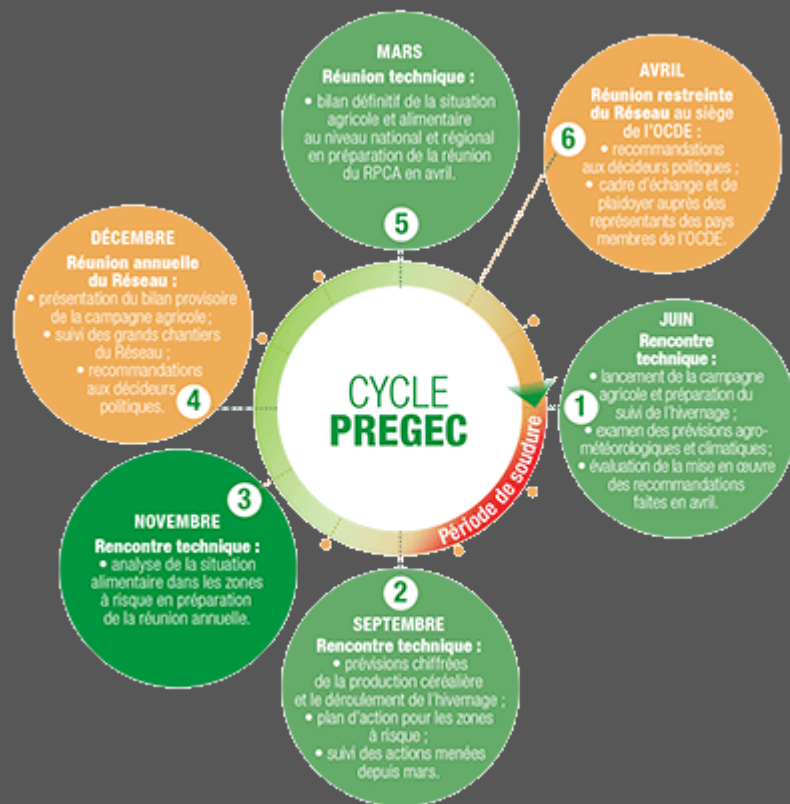 MARS
Réunion technique :
• bilan définitif de la situation
agricole et alimentaire
au niveau national et régional
en préparation de la réunion
du RPCA en avril.
5
AVRIL
Réunion restreinte
du Réseau au siège
de l'OCDE :
• recommandations
aux décideurs politiques ;
• cadre d'échange et de
plaidoyer auprès des
représentants des pays
membres de l'OCDE.
6
DÉCEMBRE
Réunion annuelle
du Réseau :
• présentation du bilan provisoire
de la campagne agricole ;
• suivi des grands chantiers
du Réseau ;
• recommandations
aux décideurs
politiques.
4
CYCLE
PREGEC
Période de soudure
JUIN
Rencontre
technique :
• lancement de la campagne
agricole et préparation du
suivi de l'hivernage ;
• examen des prévisions agro-
météorologiques et climatiques ;
• évaluation de la mise en œuvre
des recommandations
faites en avril.
1
3
NOVEMBRE
Rencontre technique :
• analyse de la situation
alimentaire dans les zones
à risque en préparation
de la réunion annuelle.
2
SEPTEMBRE
Rencontre technique :
• prévisions chiffrées
de la production céréalière
et le déroulement de l'hivernage ;
• plan d'action pour les zones
à risque ;
• suivi des actions menées
depuis mars.